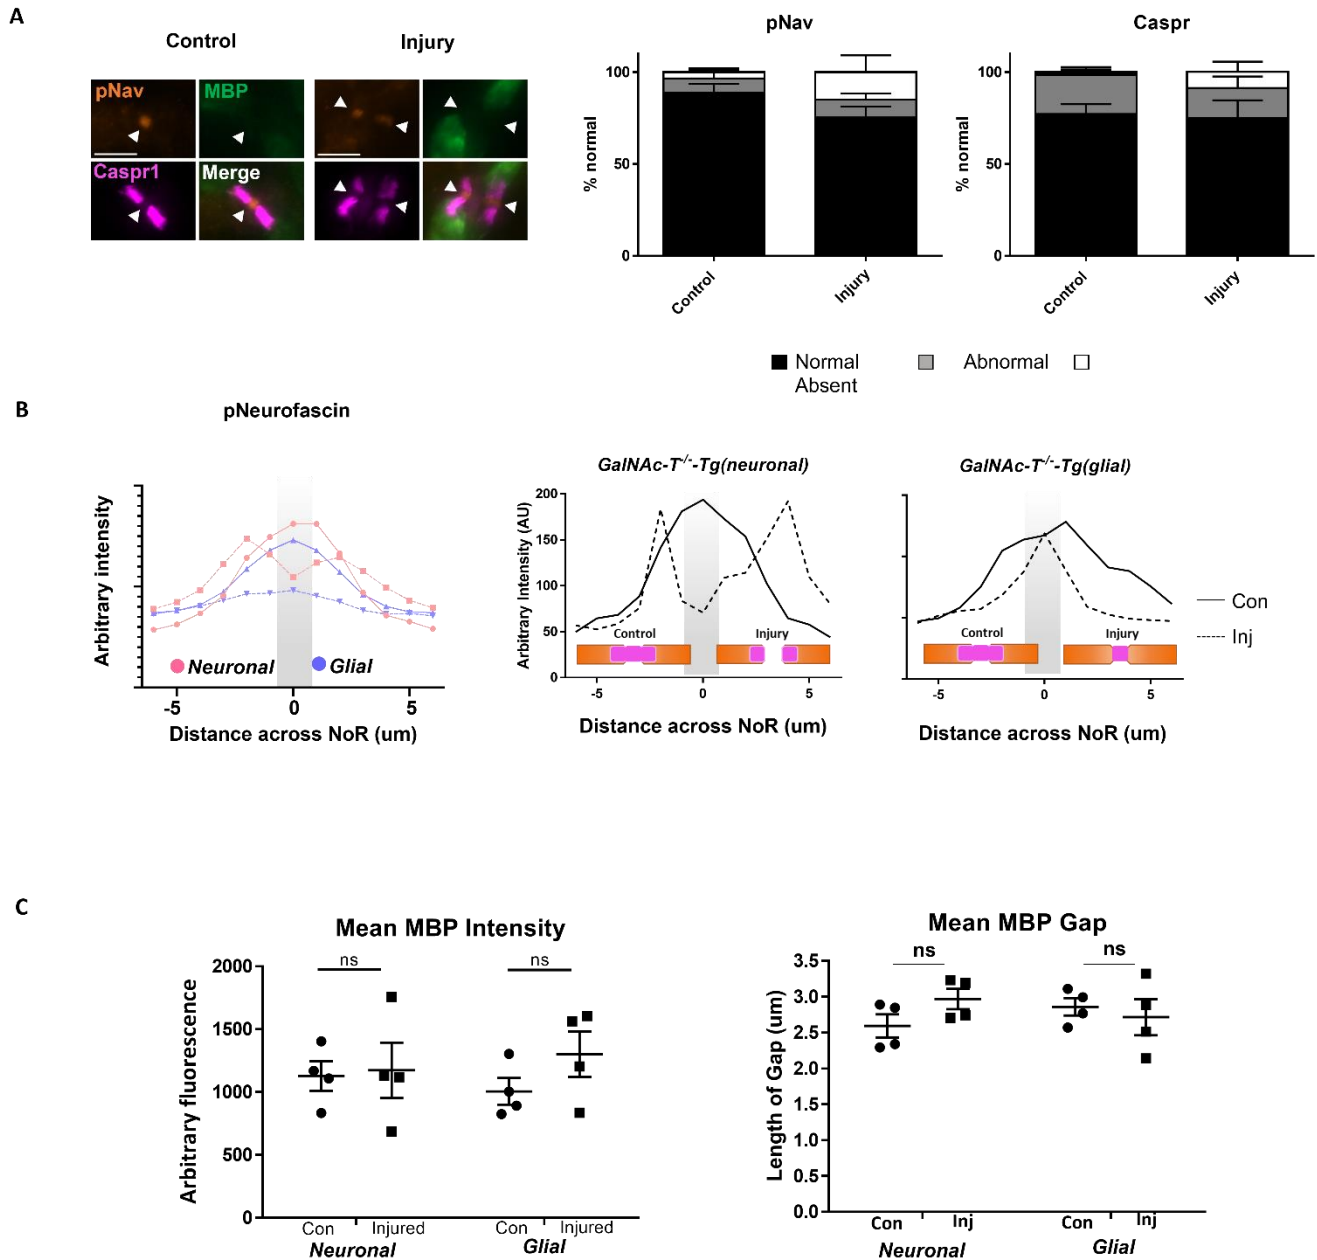 A
Control
Injury
pNav
MBP
Caspr1
Merge
pNav
% normal
100
50
0
Control
Injury
Caspr
% normal
100
50
0
Control
Injury
Normal Abnormal
Absent
B
pNeurofascin
Arbitrary intensity
Neuronal
Glial
-5 0 5
Distance across NoR (um)
GalNAc-T-/--Tg(neuronal)
Arbitrary Intensity (AU)
200
150
100
50
0
Control
Injury
-5 0 5
Distance across NoR (um)
GalNAc-T-/--Tg(glial)
Control
Injury
-5 0 5
Distance across NoR (um)
Con
Inj
C
Mean MBP Intensity
ns
ns
Arbitrary fluorescence
2000
1500
1000
500
0
Con Injured Con Injured
Neuronal Glial
Mean MBP Gap
ns
ns
Length of Gap (um)
3.5
3.0
2.5
2.0
1.5
1.0
0.5
0.0
Con Inj Con Inj
Neuronal Glial